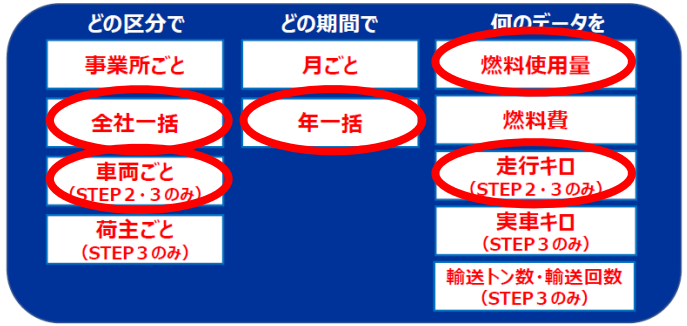 どの区分で
事業所ごと
全社一括
車両ごと
(STEP2・3のみ)
荷主ごと
(STEP3のみ)
どの期間で
月ごと
年一括
何のデータを
燃料使用量
燃料費
走行キロ
(STEP2・3のみ)
実車キロ
(STEP3のみ)
輸送トン数・輸送回数
(STEP3のみ)